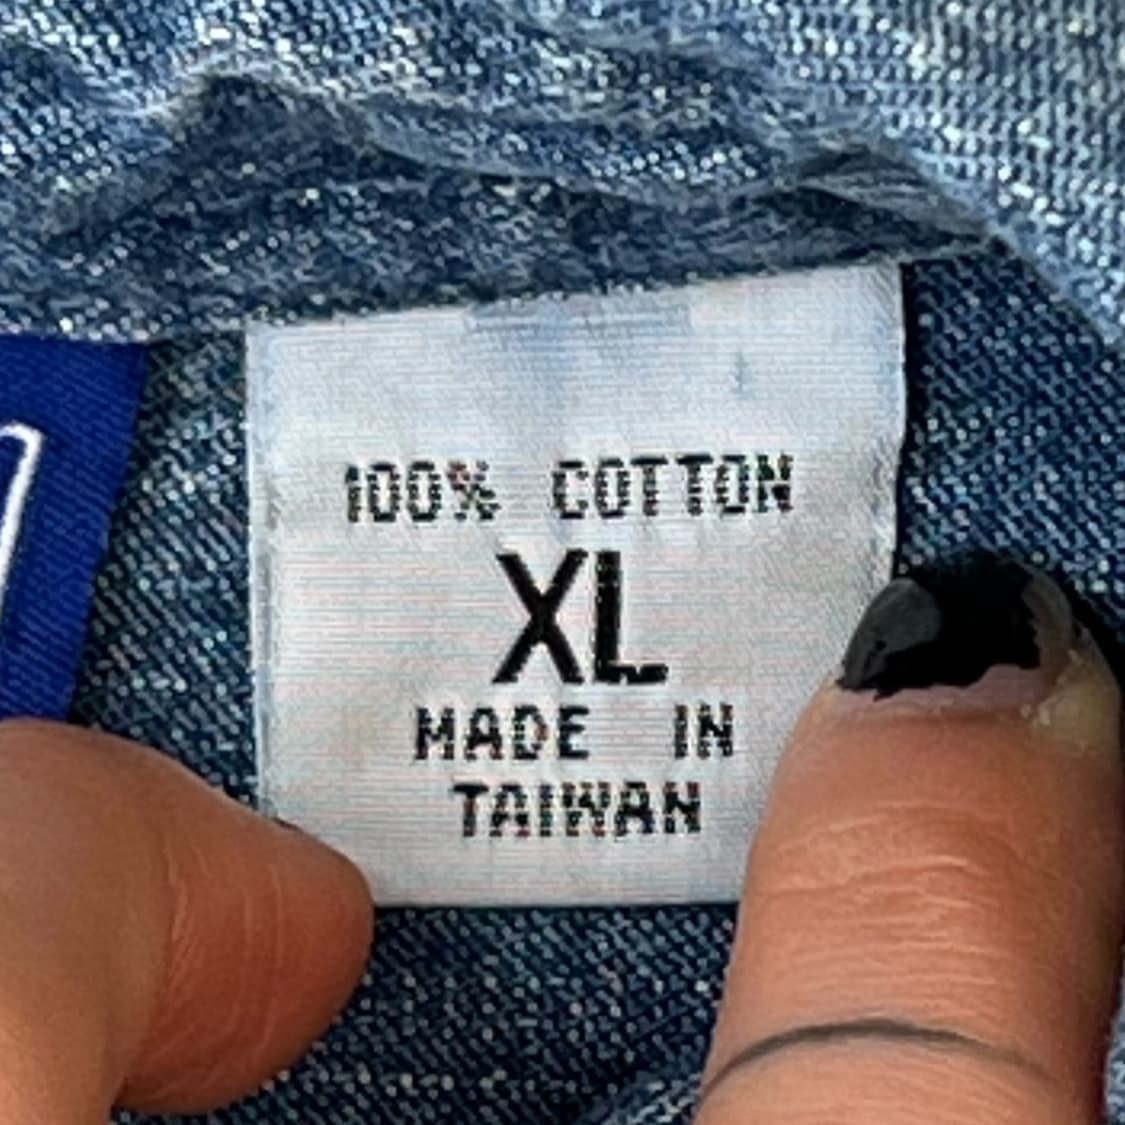 100% COTTON
XL
MADE IN
TAIWAN